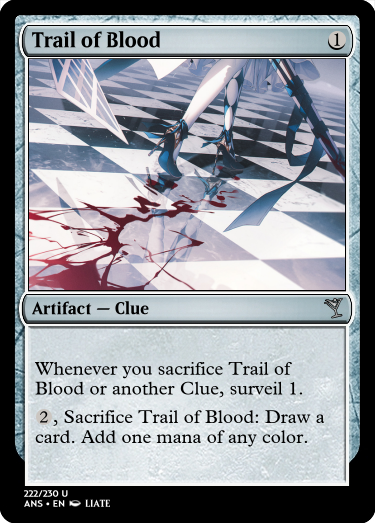 Trail of Blood 1
Artifact — Clue
Whenever you sacrifice Trail of
Blood or another Clue, surveil 1.
2, Sacrifice Trail of Blood: Draw a
card. Add one mana of any color.
222/230 U
ANS • EN LIATE